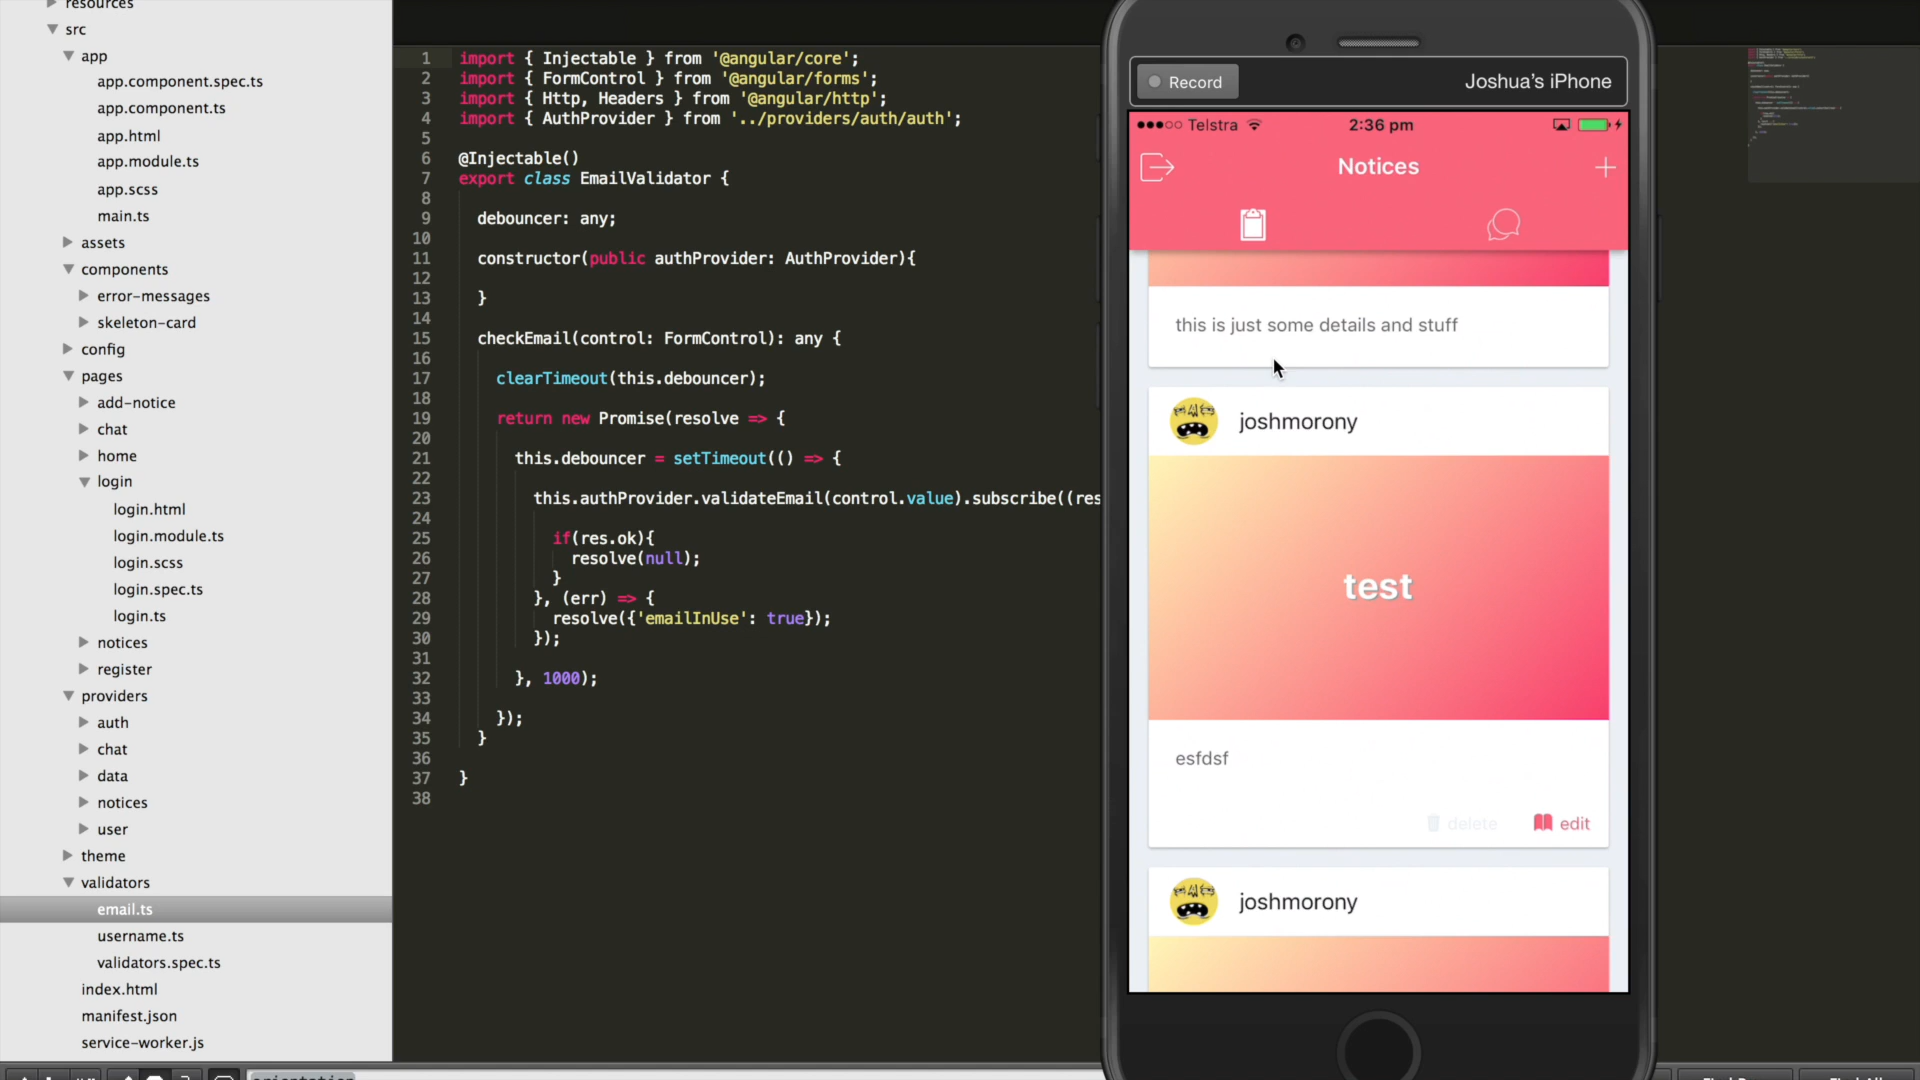 resources
src
app
app.component.spec.ts
app.component.ts
app.html
app.module.ts
app.scss
main.ts
assets
components
error-messages
skeleton-card
config
pages
add-notice
chat
home
login
login.html
login.module.ts
login.scss
login.spec.ts
login.ts
notices
register
providers
auth
chat
data
notices
user
theme
validators
email.ts
username.ts
validators.spec.ts
index.html
manifest.json
service-worker.js
1 import { Injectable } from '@angular/core';
2 import { FormControl } from '@angular/forms';
3 import { Http, Headers } from '@angular/http';
4 import { AuthProvider } from '../providers/auth/auth';
5
6 @Injectable()
7 export class EmailValidator {
8
9 debouncer: any;
10
11 constructor(public authProvider: AuthProvider){
12
13 }
14
15 checkEmail(control: FormControl): any {
16
17 clearTimeout(this.debouncer);
18
19 return new Promise(resolve => {
20
21 this.debouncer = setTimeout(() => {
22
23 this.authProvider.validateEmail(control.value).subscribe((res
24
25 if(res.ok){
26 resolve(null);
27 }
28 }, (err) => {
29 resolve({'emailInUse': true});
30 });
31
32 }, 1000);
33
34 });
35 }
36
37 }
38
Record
Joshua's iPhone
Telstra
2:36 pm
Notices
this is just some details and stuff
joshmorony
test
esfdsf
delete
edit
joshmorony